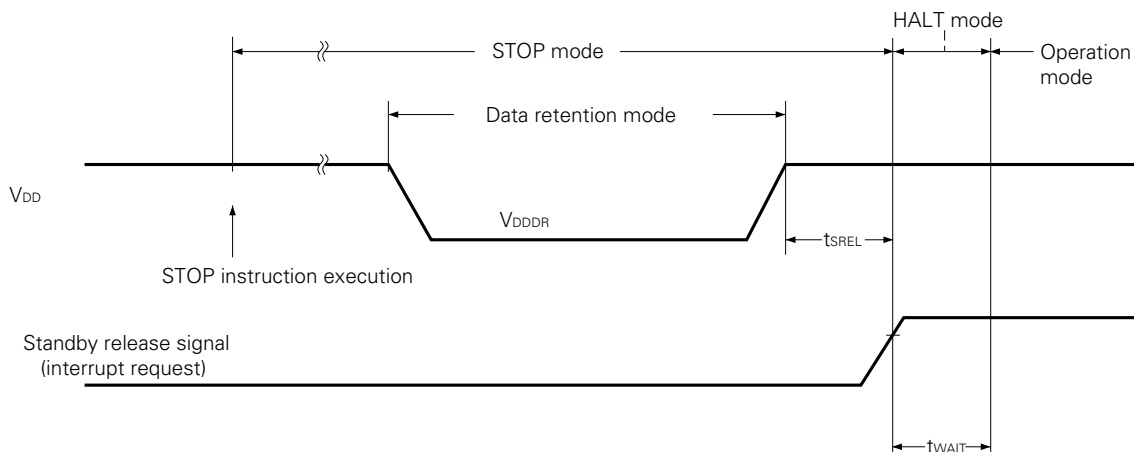 HALT mode
STOP mode
Operation
mode
Data retention mode
VDD
VDDDR
tSREL
STOP instruction execution
Standby release signal
(interrupt request)
tWAIT